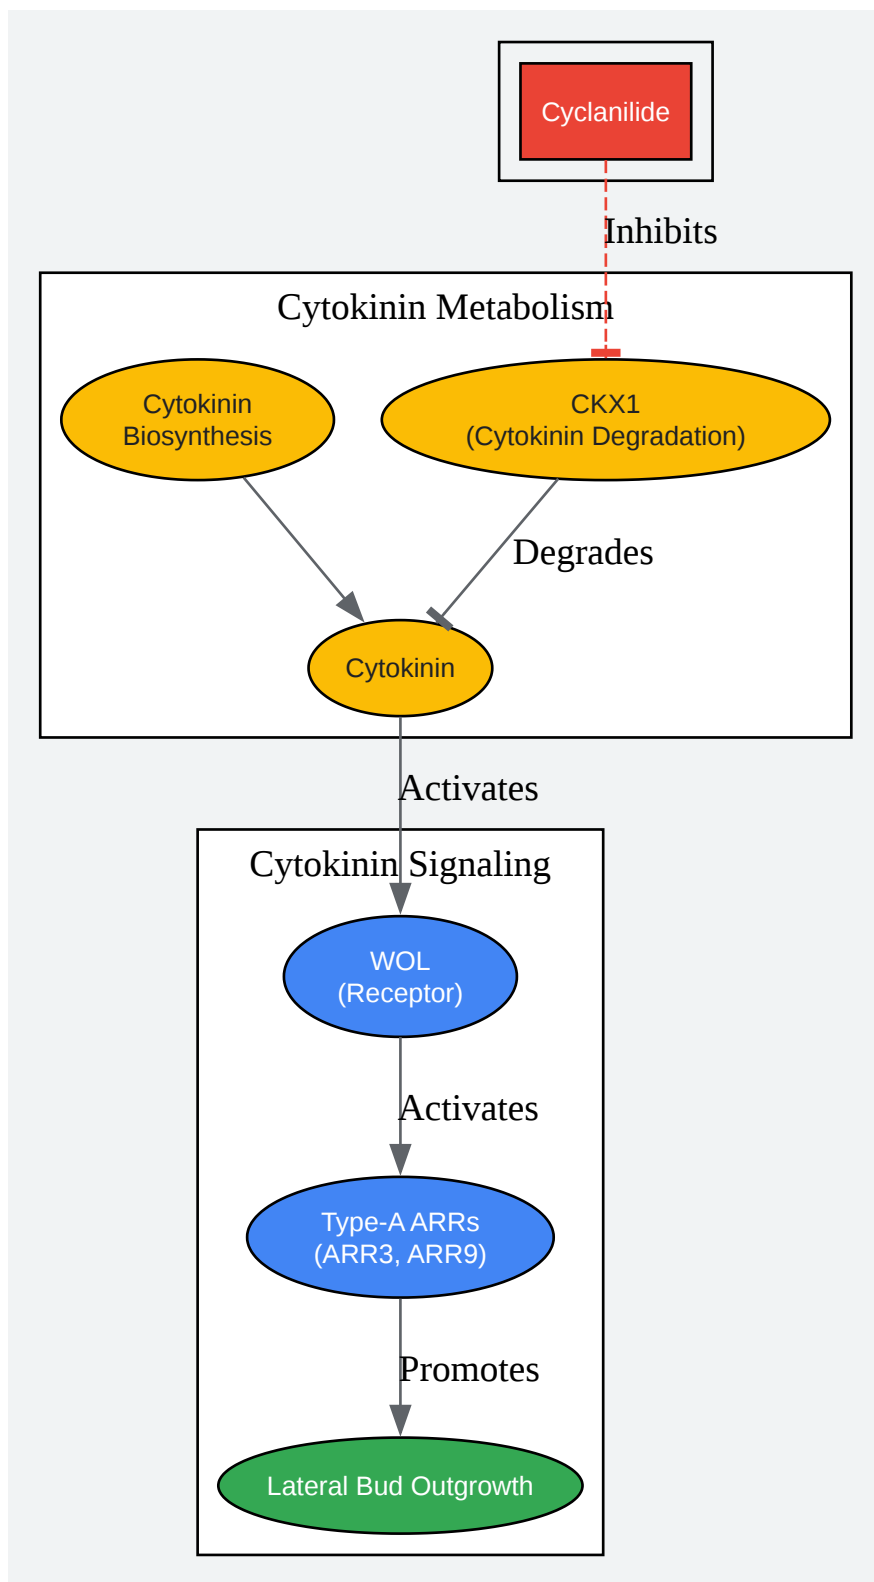 Cyclanilide
Inhibits
Cytokinin Metabolism
Cytokinin
Biosynthesis
CKX1
(Cytokinin Degradation)
Degrades
Cytokinin
Activates
Cytokinin Signaling
WOL
(Receptor)
Activates
Type-A ARRs
(ARR3, ARR9)
Promotes
Lateral Bud Outgrowth